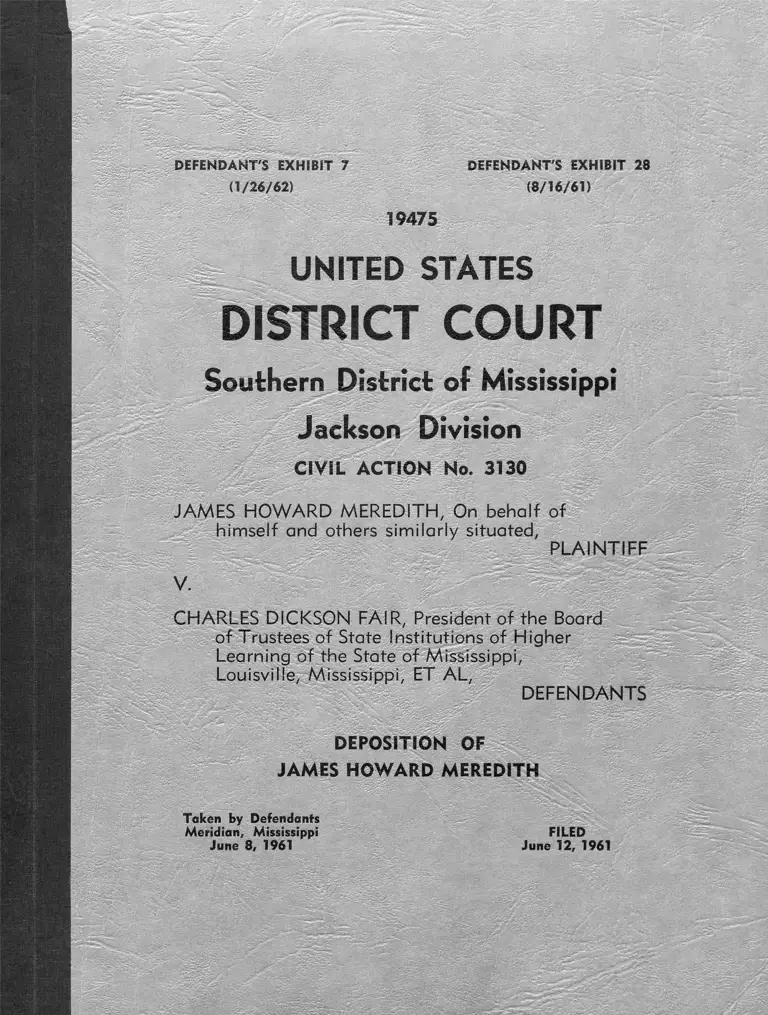 DEFENDANT'S EXHIBIT 7 DEFENDANT'S EXHIBIT 28
(1/26/62) (8/16/61)
19475
UNITED STATES
DISTRICT COURT
Southern District of Mississippi
Jackson Division
CIVIL ACTION No. 3130
JAMES HOWARD MEREDITH, On behalf of
himself and others similarly situated,
PLAINTIFF
V.
CHARLES DICKSON FAIR, President of the Board
of Trustees of State Institutions of Higher
Learning of the State of Mississippi,
Louisville, Mississippi, ET AL,
DEFENDANTS
DEPOSITION OF
JAMES HOWARD MEREDITH
Taken by Defendants
Meridian, Mississippi FILED
June 8, 1961 June 12, 1961